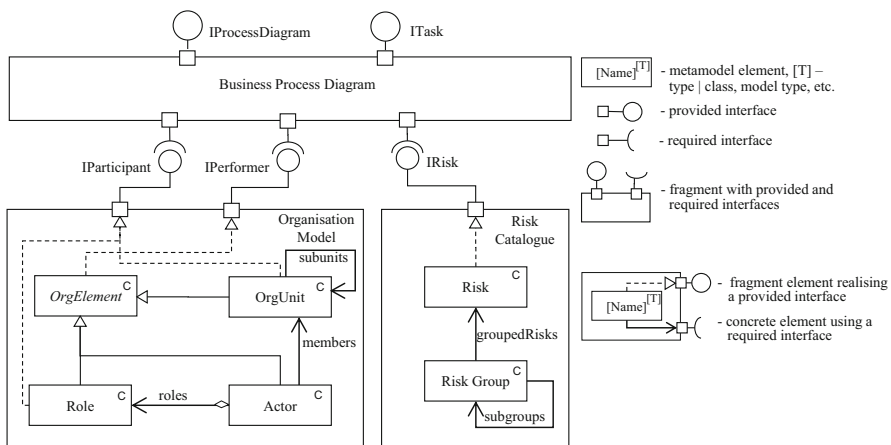 IProcessDiagram
ITask
Business Process Diagram
IParticipant
IPerformer
IRisk
Organisation
Model
subunits
OrgElement
C
OrgUnit
C
members
Role
C
roles
Actor
C
Risk
Catalogue
Risk
C
groupedRisks
Risk Group
C
subgroups
[Name][T]
- metamodel element, [T] –
type | class, model type, etc.
- provided interface
- required interface
- fragment with provided and
required interfaces
[Name][T]
- fragment element realising
a provided interface
- concrete element using a
required interface